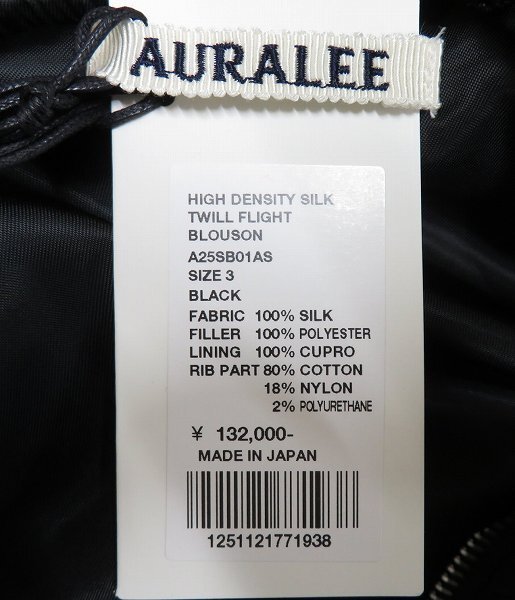 AURALEE
HIGH DENSITY SILK
TWILL FLIGHT
BLOUSON
A25SB01AS
SIZE 3
BLACK
FABRIC 100% SILK
FILLER 100% POLYESTER
LINING 100% CUPRO
RIB PART 80% COTTON
18% NYLON
2% POLYURETHANE
¥ 132,000-
MADE IN JAPAN
1251121771938